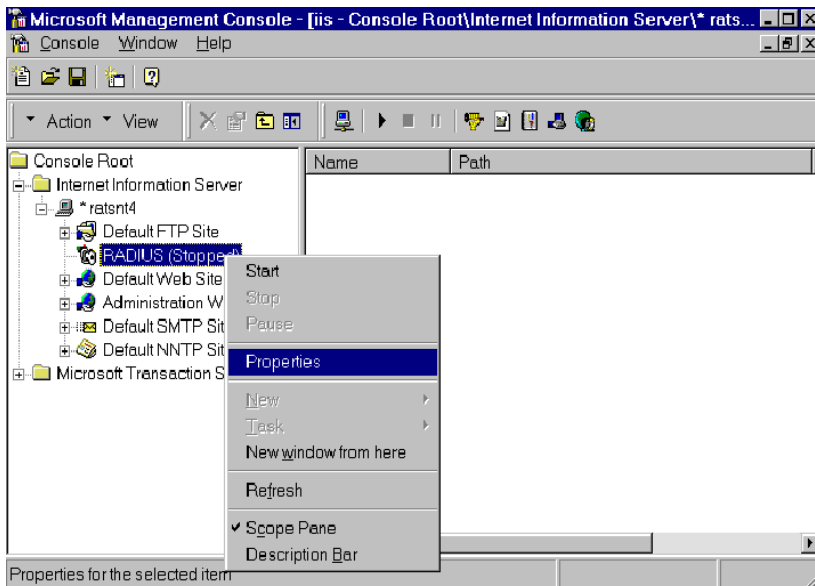 Microsoft Management Console - [iis - Console Root\Internet Information Server\* rats...
Console Window Help
Action View
Console Root
Internet Information Server
* ratsnt4
Default FTP Site
RADIUS (Stopped)
Default Web Site
Administration W
Default SMTP Sit
Default NNTP Sit
Microsoft Transaction S
Name Path
Start
Stop
Pause
Properties
New
Task
New window from here
Refresh
Scope Pane
Description Bar
Properties for the selected item